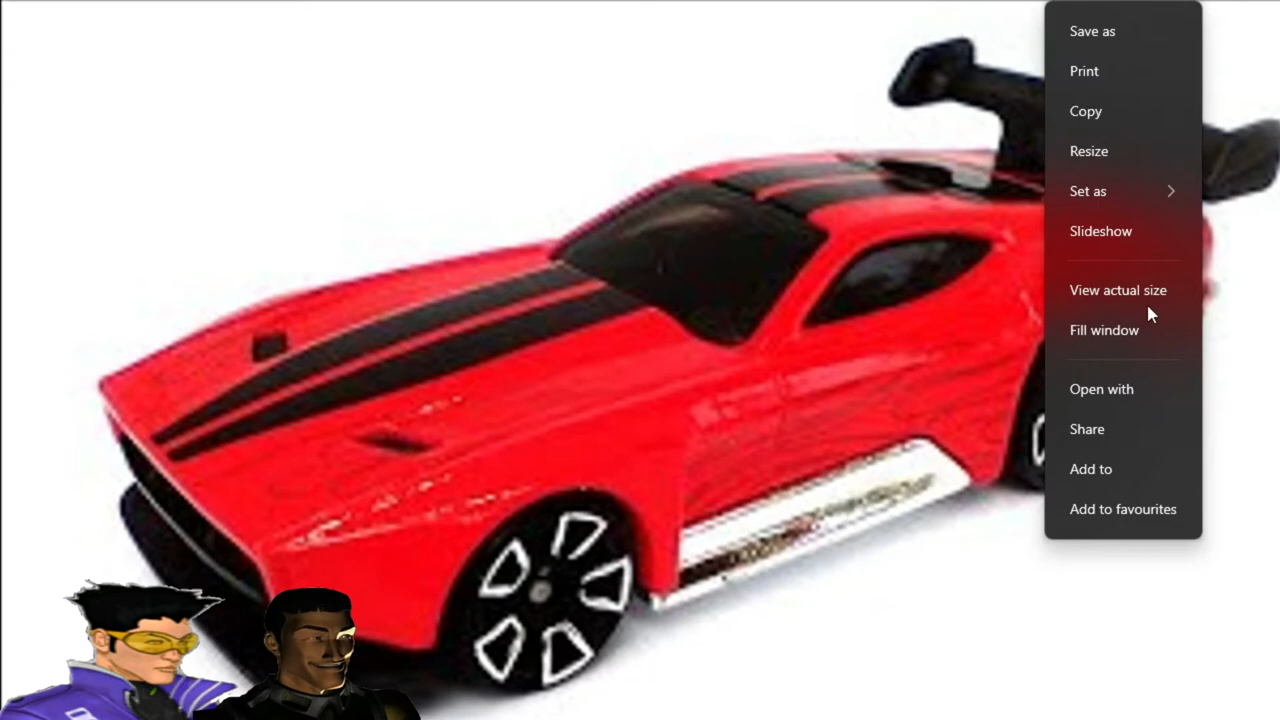 Save as
Print
Copy
Resize
Set as
Slideshow
View actual size
Fill window
Open with
Share
Add to
Add to favourites